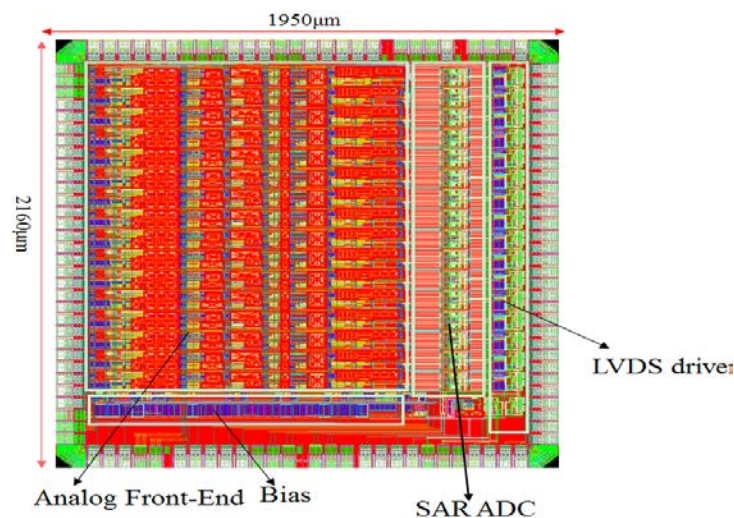 1950μm
2160μm
LVDS driver
Analog Front-End
Bias
SAR ADC